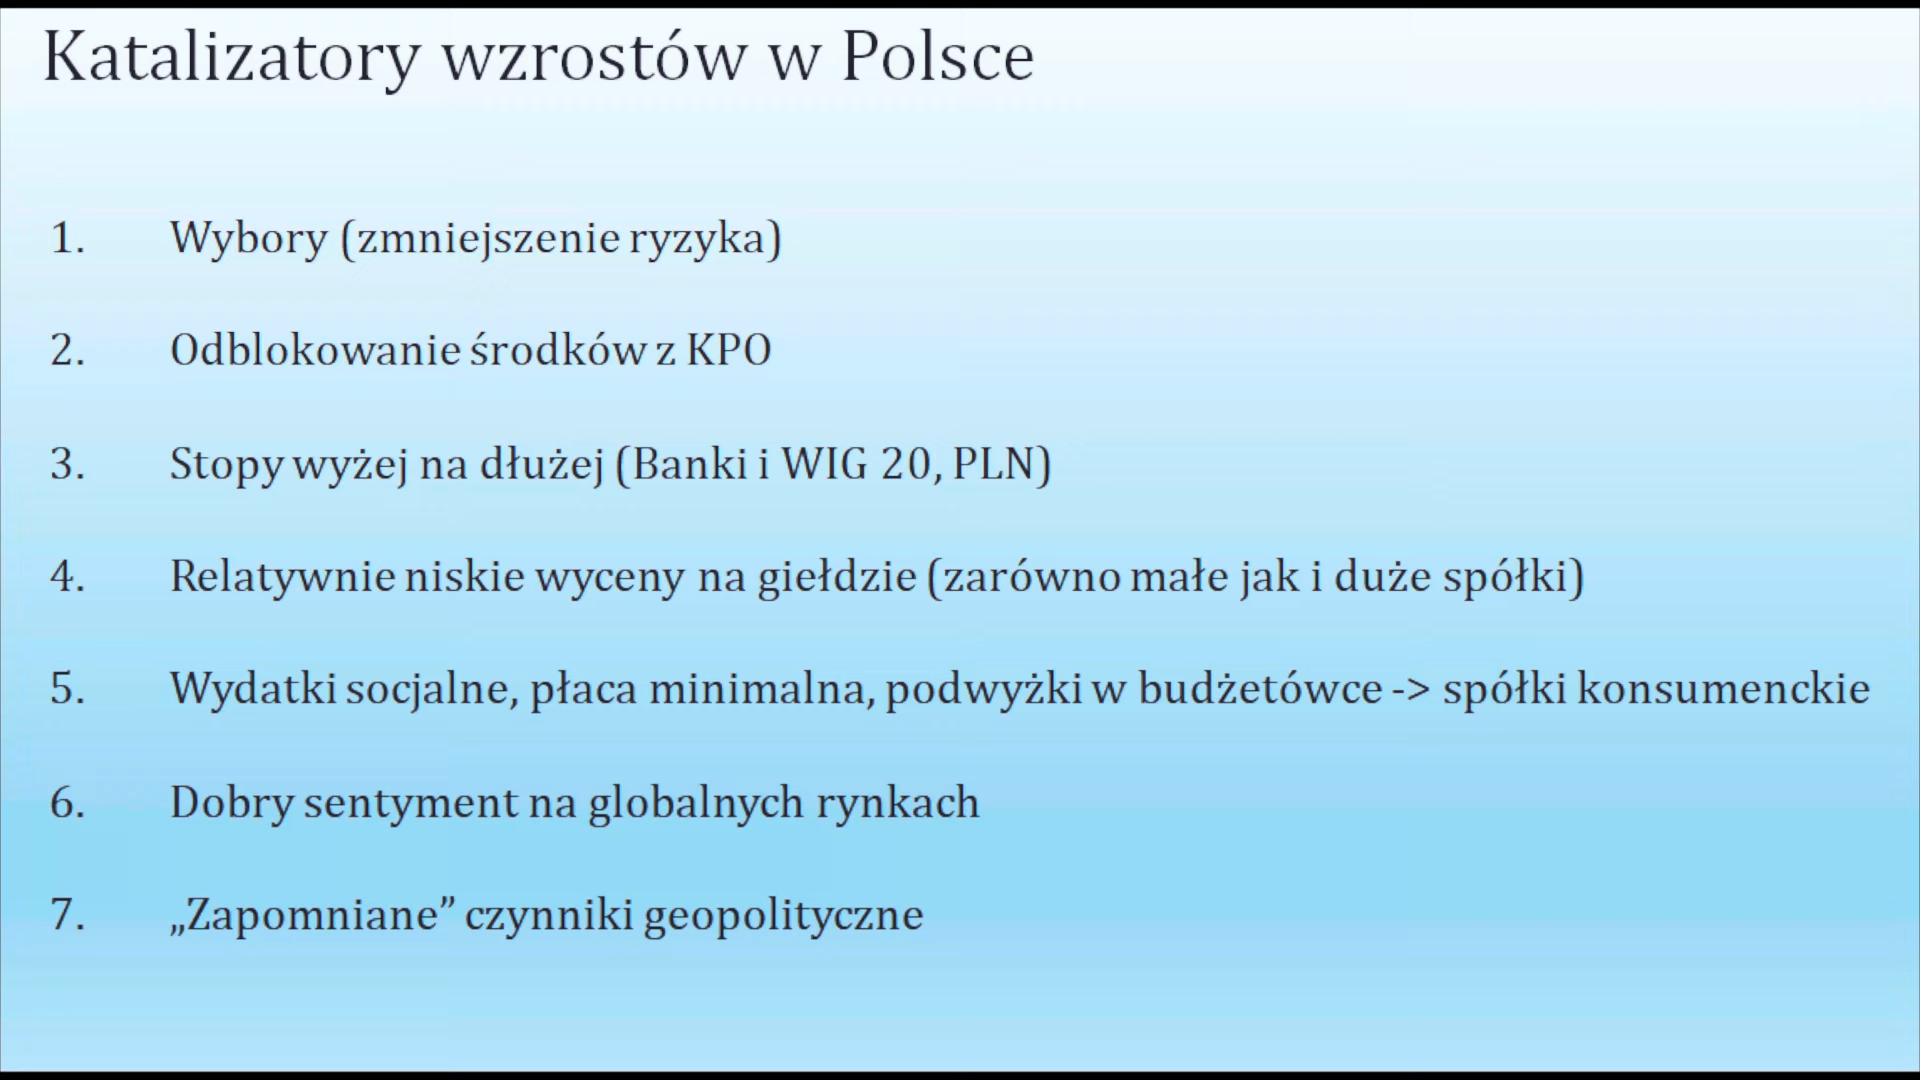 Katalizatory wzrostów w Polsce
1. Wybory (zmniejszenie ryzyka)
2. Odblokowanie środków z KPO
3. Stopy wyżej na dłużej (Banki i WIG 20, PLN)
4. Relatywnie niskie wyceny na giełdzie (zarówno małe jak i duże spółki)
5. Wydatki socjalne, płaca minimalna, podwyżki w budżetówce -> spółki konsumenckie
6. Dobry sentyment na globalnych rynkach
7. „Zapomniane” czynniki geopolityczne